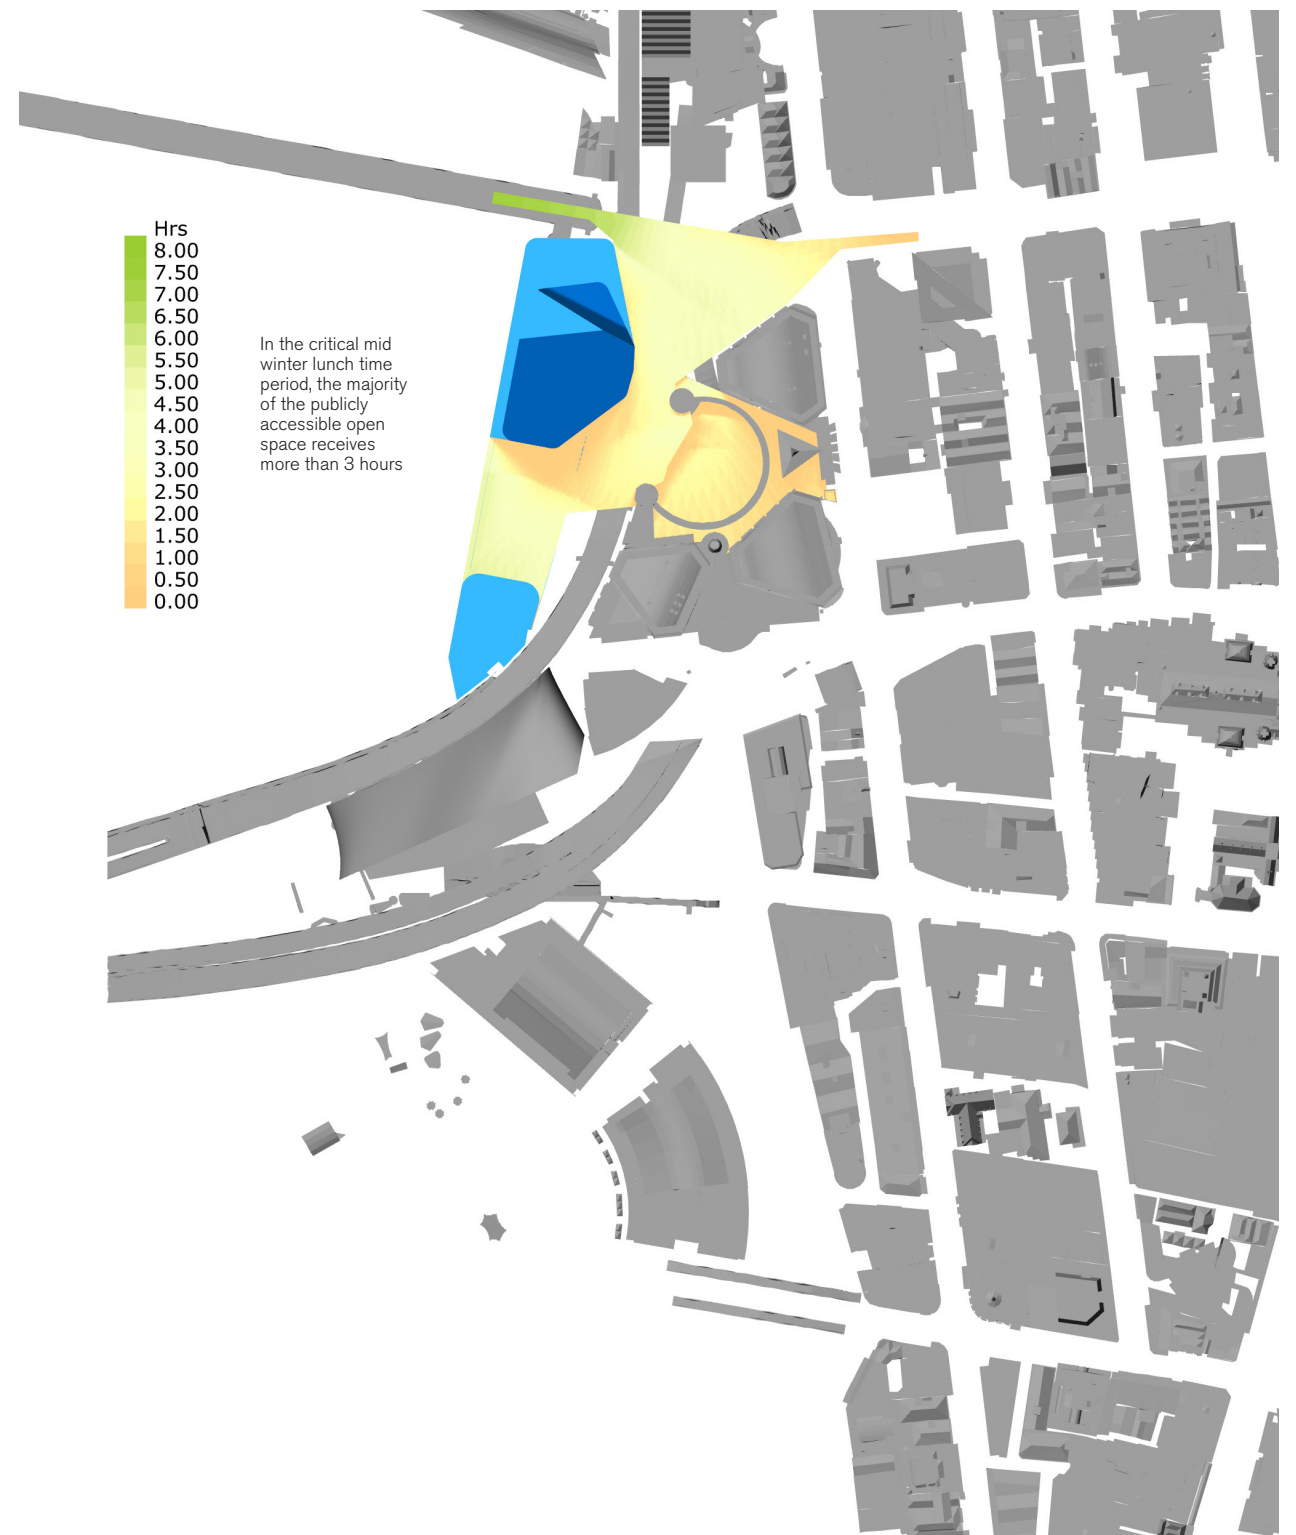 Hrs
8.00
7.50
7.00
6.50
6.00
5.50
5.00
4.50
4.00
3.50
3.00
2.50
2.00
1.50
1.00
0.50
0.00
In the critical mid
winter lunch time
period, the majority
of the publicly
accessible open
space receives
more than 3 hours